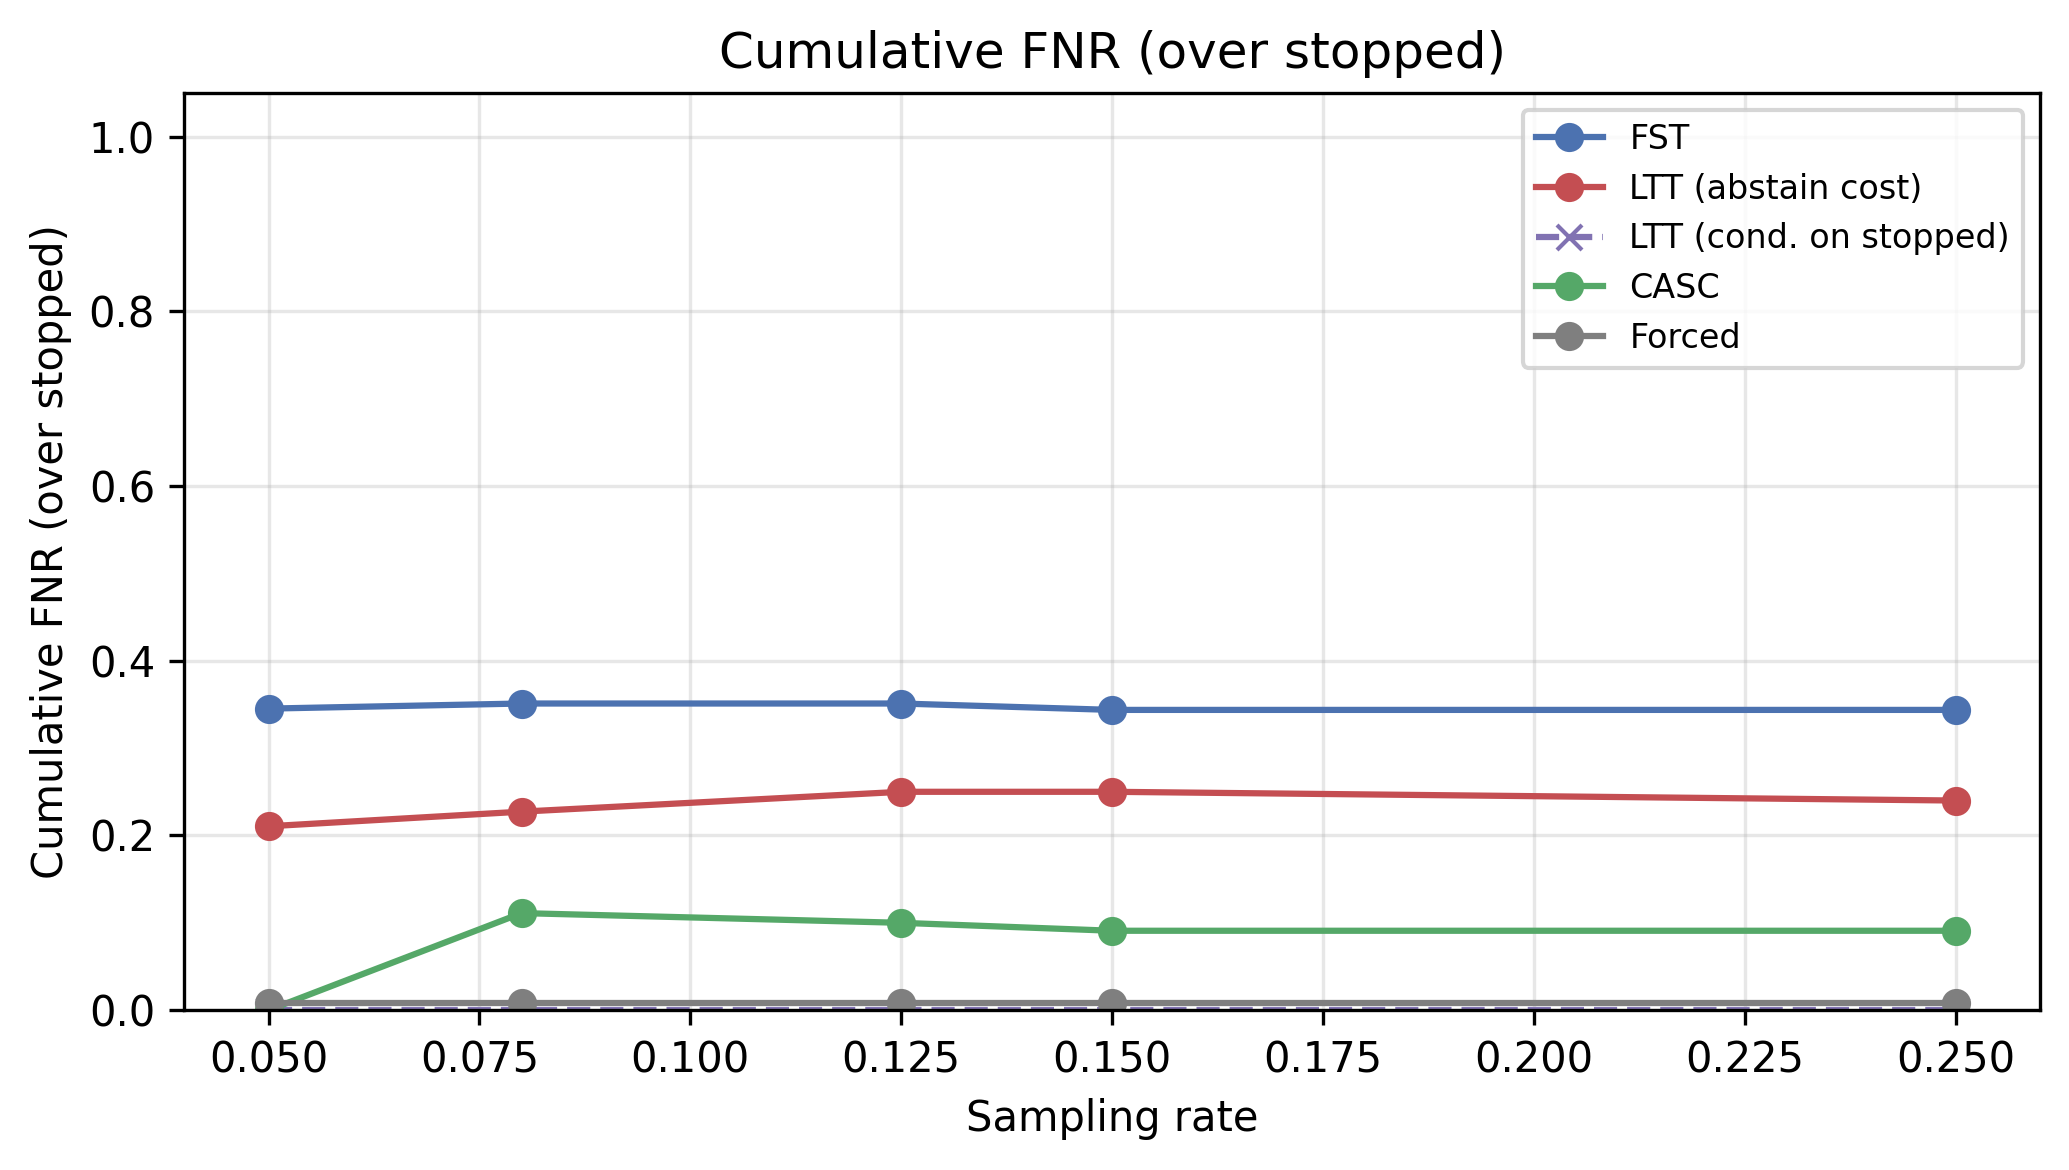 Cumulative FNR (over stopped)
FST
LTT (abstain cost)
LTT (cond. on stopped)
CASC
Forced
Cumulative FNR (over stopped)
1.0
0.8
0.6
0.4
0.2
0.0
0.050 0.075 0.100 0.125 0.150 0.175 0.200 0.225 0.250
Sampling rate